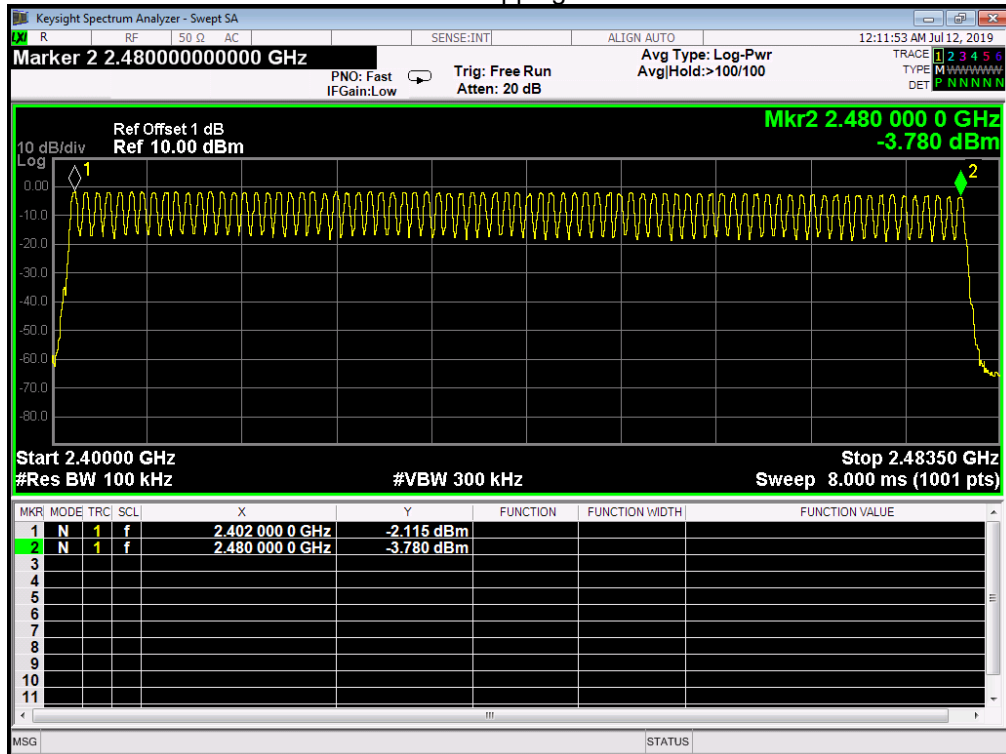 Keysight Spectrum Analyzer - Swept SA
LXI R RF 50 Ω AC SENSE:INT ALIGN AUTO 12:11:53 AM Jul 12, 2019
Marker 2 2.480000000000 GHz
PNO: Fast
IFGain:Low
Trig: Free Run
Atten: 20 dB
Avg Type: Log-Pwr
Avg|Hold:>100/100
TRACE 1 2 3 4 5 6
TYPE M WWWWW
DET P N N N N N
Mkr2 2.480 000 0 GHz
-3.780 dBm
Ref Offset 1 dB
10 dB/div Ref 10.00 dBm
Log
1
2
0.00
-10.0
-20.0
-30.0
-40.0
-50.0
-60.0
-70.0
-80.0
Start 2.40000 GHz Stop 2.48350 GHz
#Res BW 100 kHz #VBW 300 kHz Sweep 8.000 ms (1001 pts)
MKR MODE TRC SCL X Y FUNCTION FUNCTION WIDTH FUNCTION VALUE
1 N 1 f 2.402 000 0 GHz -2.115 dBm
2 N 1 f 2.480 000 0 GHz -3.780 dBm
3
4
5
6
7
8
9
10
11
MSG STATUS